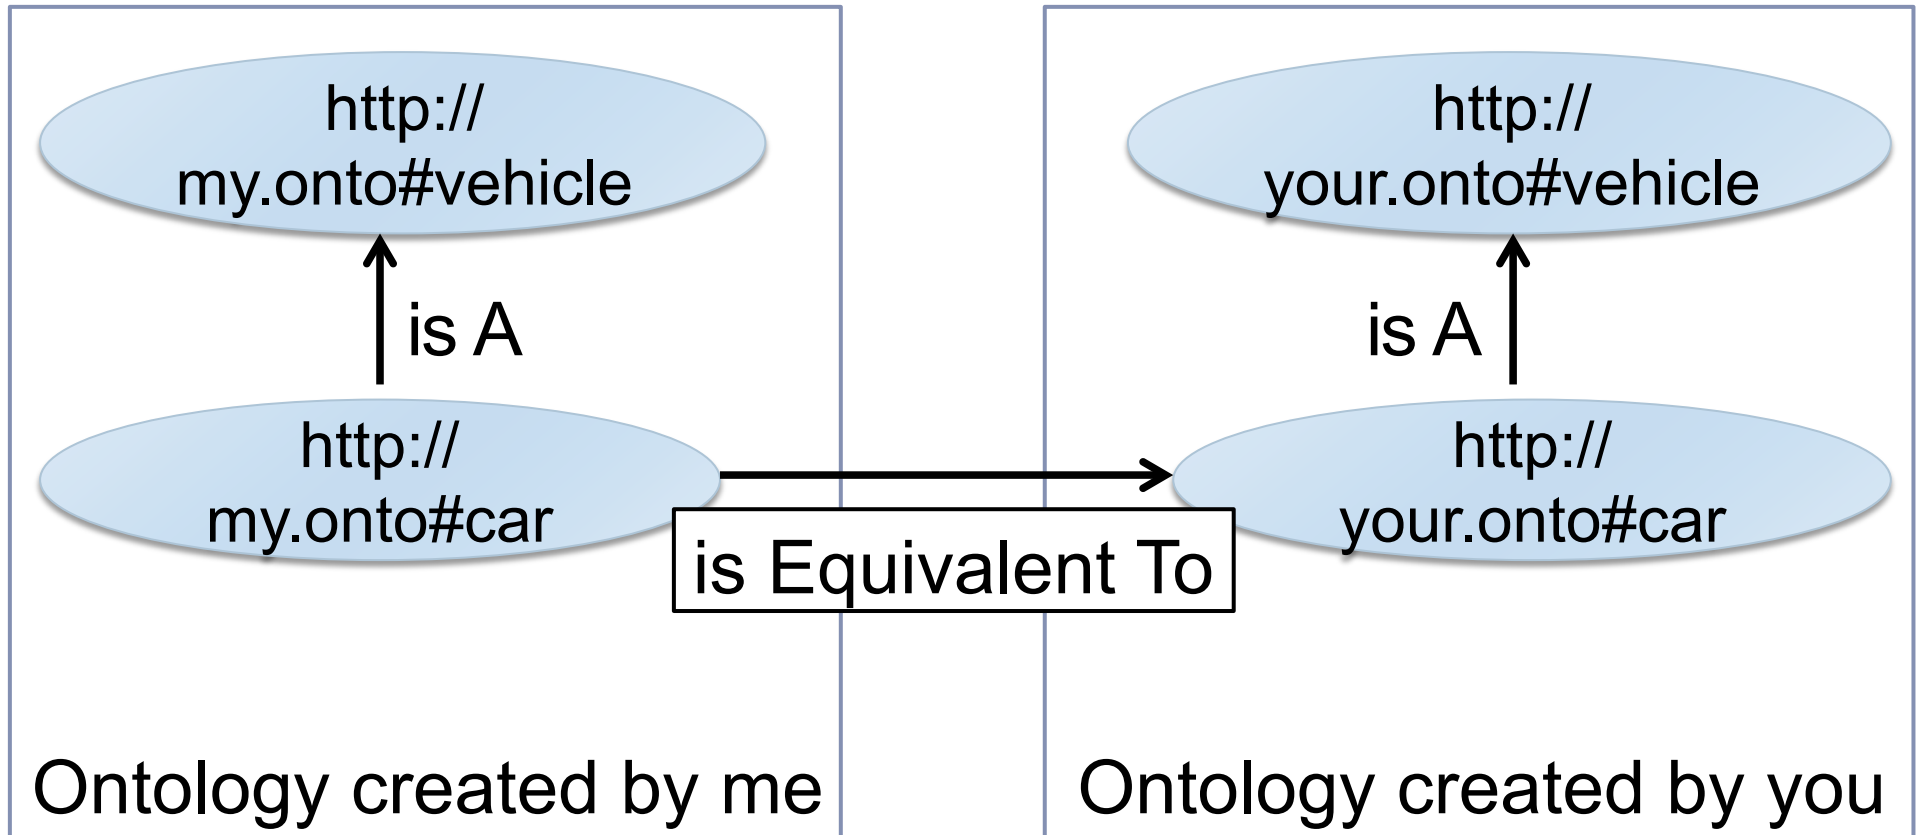 http://
my.onto#vehicle
is A
http://
my.onto#car
Ontology created by me
is Equivalent To
http://
your.onto#vehicle
is A
http://
your.onto#car
Ontology created by you